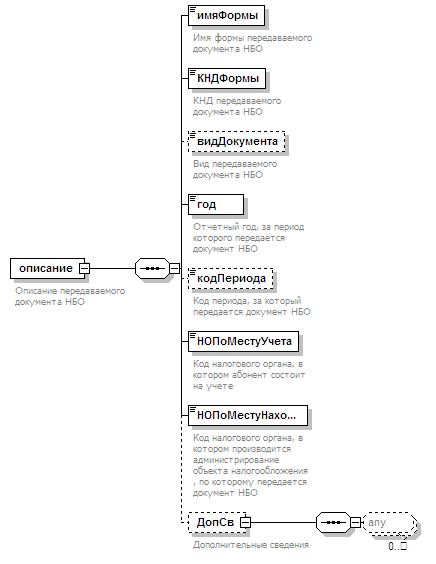 имяФормы
Имя формы передаваемого
документа НБО
КНДФормы
КНД передаваемого
документа НБО
видДокумента
Вид передаваемого
документа НБО
год
Отчетный год, за период
которого передается
документ НБО
описание
Описание передаваемого
документа НБО
кодПериода
Код периода, за который
передается документ НБО
НОПоМестуУчета
Код налогового органа, в
котором абонент состоит
на учете
НОПоМестуНахо...
Код налогового органа, в
котором производится
администрирование
объекта налогообложения
, по которому передается
документ НБО
ДопСв
Дополнительные сведения
any
0..